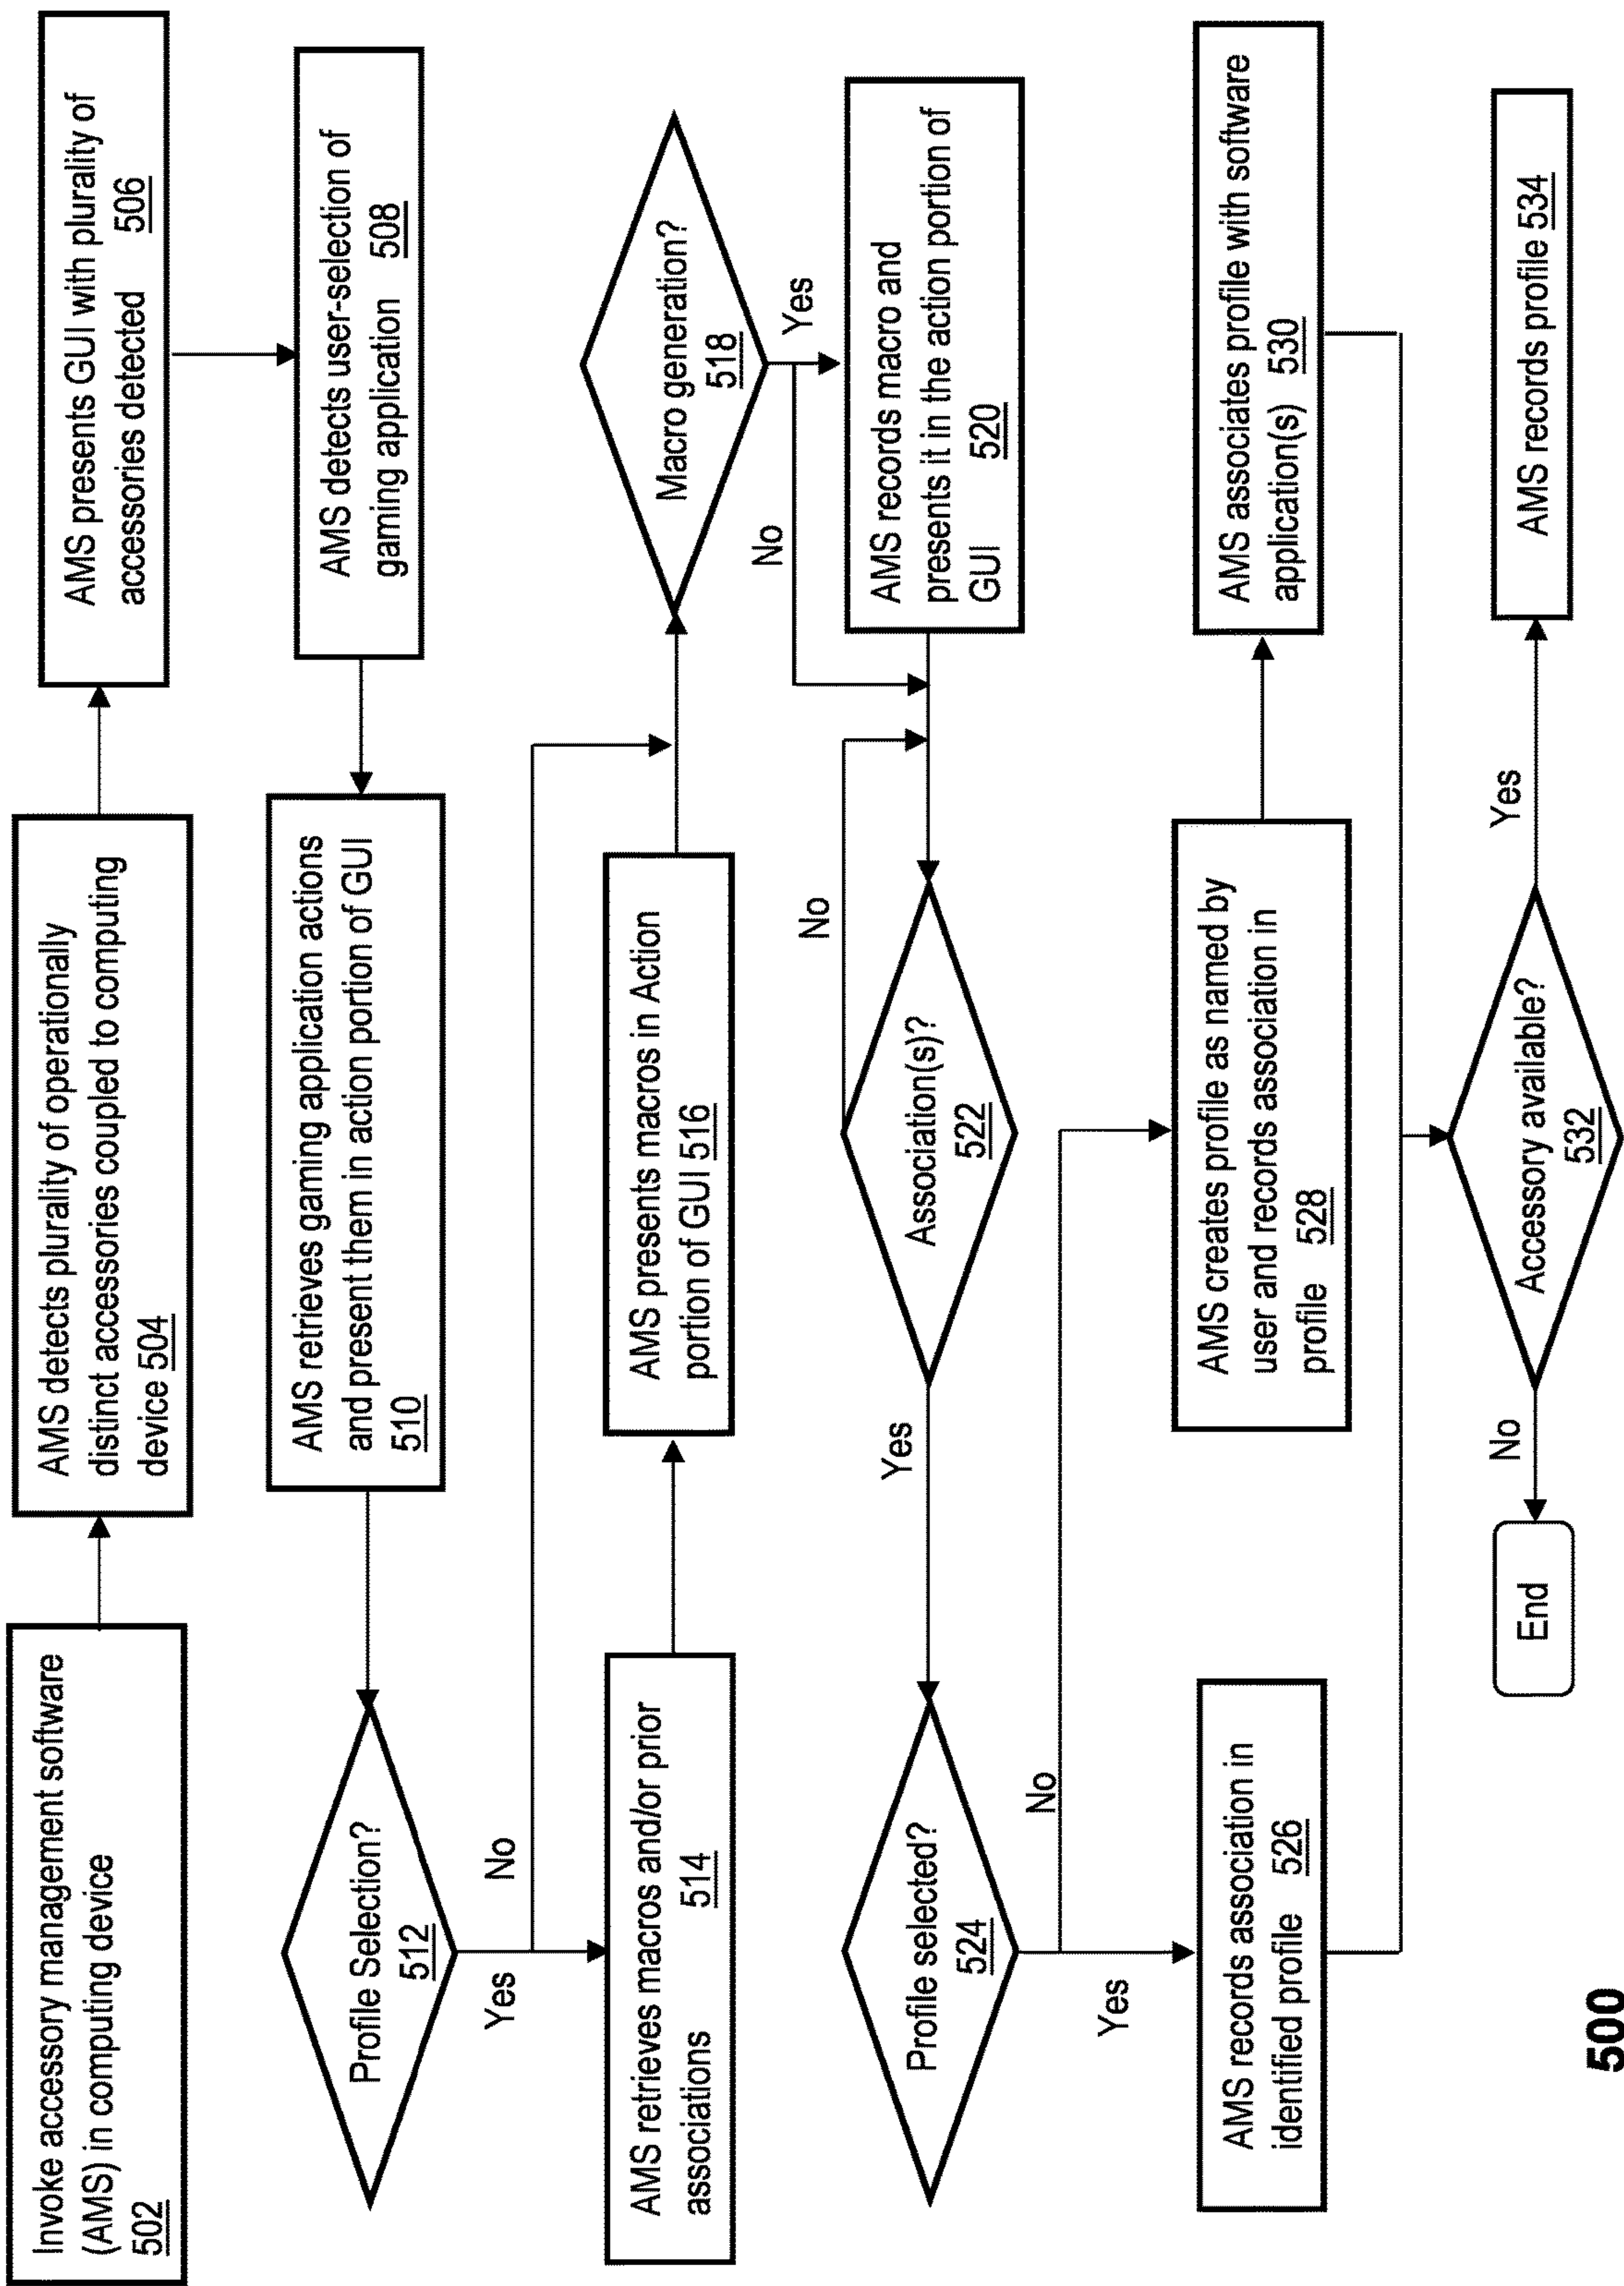 Invoke accessory management software
(AMS) in computing device
502
AMS detects plurality of operationally
distinct accessories coupled to computing
device 504
AMS presents GUI with plurality of
accessories detected 506
AMS detects user-selection of
gaming application 508
AMS retrieves gaming application actions
and present them in action portion of GUI
510
Profile Selection?
512
No
Yes
AMS retrieves macros and/or prior
associations 514
AMS presents macros in Action
portion of GUI 516
Macro generation?
518
No
Yes
AMS records macro and
presents it in the action portion of
GUI 520
Association(s)?
522
No
Yes
Profile selected?
524
No
Yes
AMS records association in
identified profile 526
AMS creates profile as named by
user and records association in
profile 528
AMS associates profile with software
application(s) 530
Accessory available?
532
No
Yes
End
AMS records profile 534
500